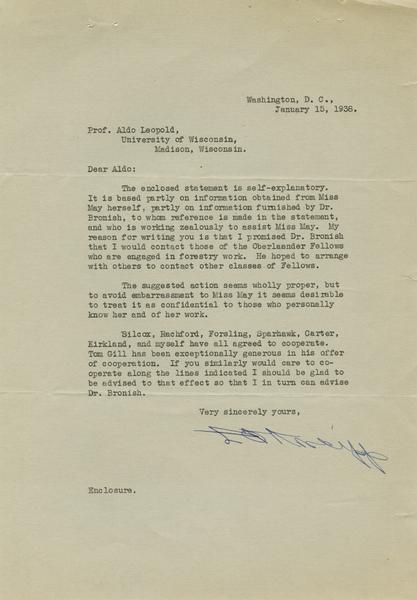 Washington, D. C.,
January 15, 1938.
Prof. Aldo Leopold,
University of Wisconsin,
Madison, Wisconsin.
Dear Aldo:
The enclosed statement is self-explanatory.
It is based partly on information obtained from Miss
May herself, partly on information furnished by Dr.
Bronish, to whom reference is made in the statement,
and who is working zealously to assist Miss May. My
reason for writing you is that I promised Dr. Bronish
that I would contact those of the Oberlaender Fellows
who are engaged in forestry work. He hoped to arrange
with others to contact other classes of Fellows.
The suggested action seems wholly proper, but
to avoid embarrassment to Miss May it seems desirable
to treat it as confidential to those who personally
know her and of her work.
Silcox, Rachford, Forsling, Sparhawk, Carter,
Kirkland, and myself have all agreed to cooperate.
Tom Gill has been exceptionally generous in his offer
of cooperation. If you similarly would care to co-
operate along the lines indicated I should be glad to
be advised to that effect so that I in turn can advise
Dr. Bronish.
Very sincerely yours,
Enclosure.